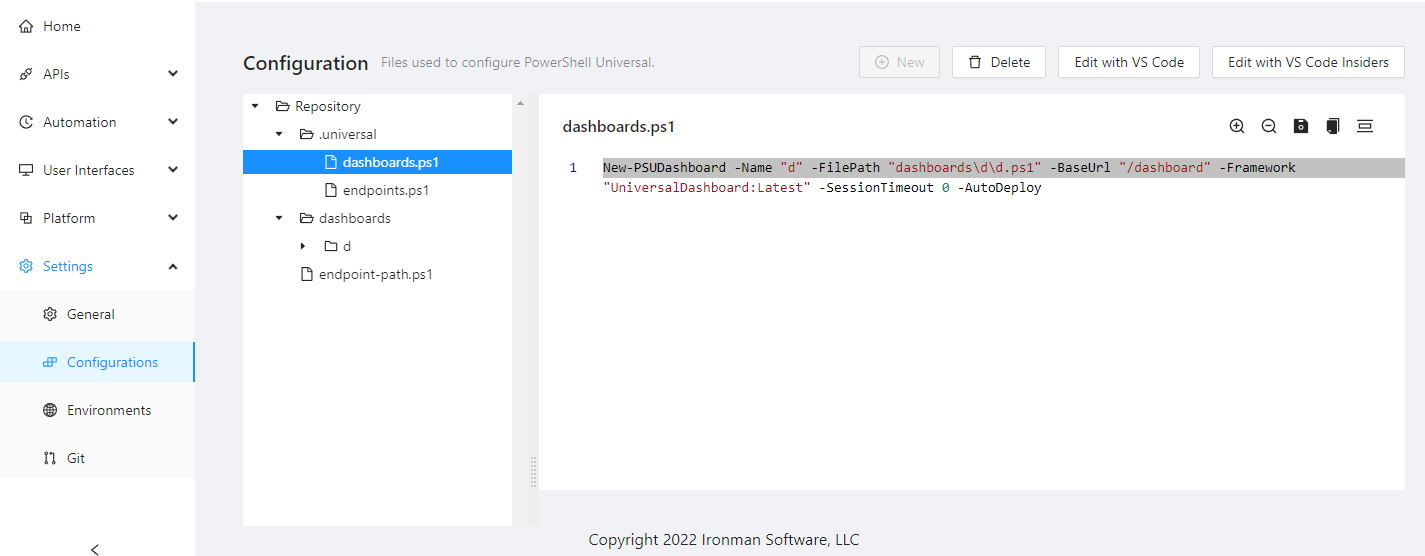 Home
APIs
Automation
User Interfaces
Platform
Settings
General
Configurations
Environments
Git
Configuration Files used to configure PowerShell Universal.
New Delete Edit with VS Code Edit with VS Code Insiders
Repository
.universal
dashboards.ps1
endpoints.ps1
dashboards
d
endpoint-path.ps1
dashboards.ps1
1 New-PSUDashboard -Name "d" -FilePath "dashboards\d\d.ps1" -BaseUrl "/dashboard" -Framework
"UniversalDashboard:Latest" -SessionTimeout 0 -AutoDeploy
Copyright 2022 Ironman Software, LLC